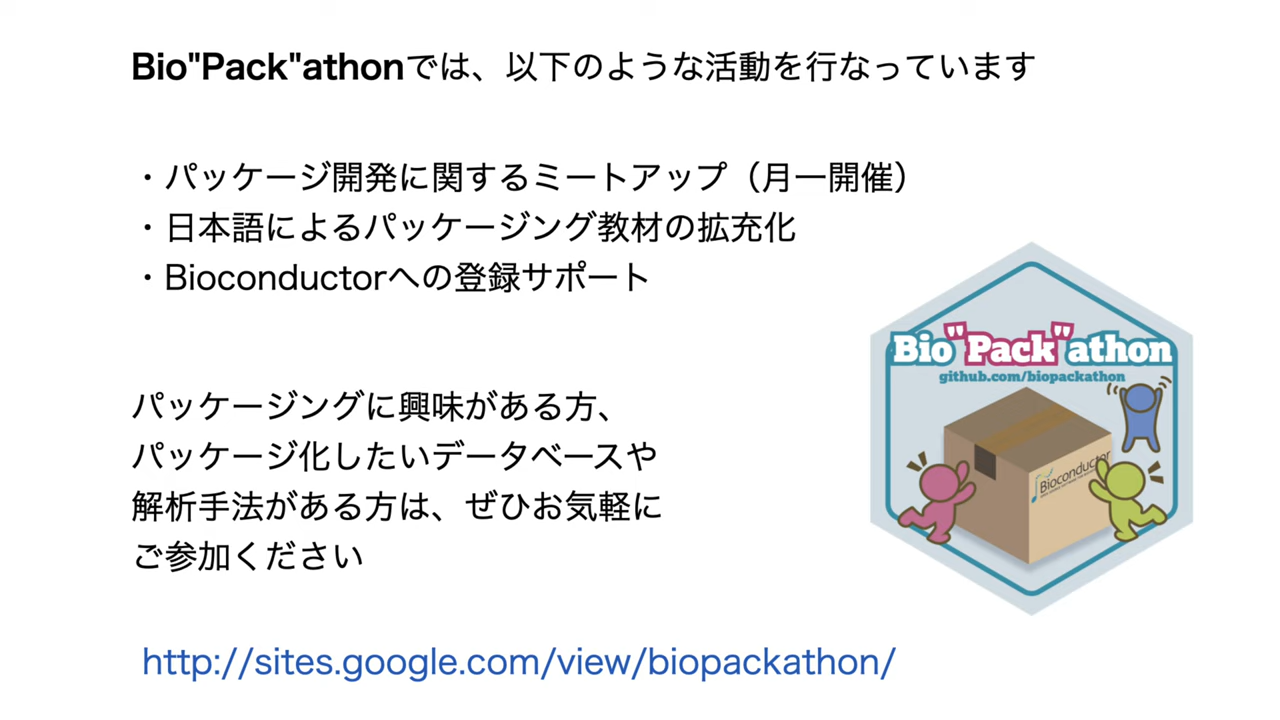 Bio"Pack"athonでは、以下のような活動を行なっています
・パッケージ開発に関するミートアップ（月一開催）
・日本語によるパッケージング教材の拡充化
・Bioconductorへの登録サポート
パッケージングに興味がある方、
パッケージ化したいデータベースや
解析手法がある方は、ぜひお気軽に
ご参加ください
Bio"Pack"athon
github.com/biopackathon
Bioconductor
http://sites.google.com/view/biopackathon/